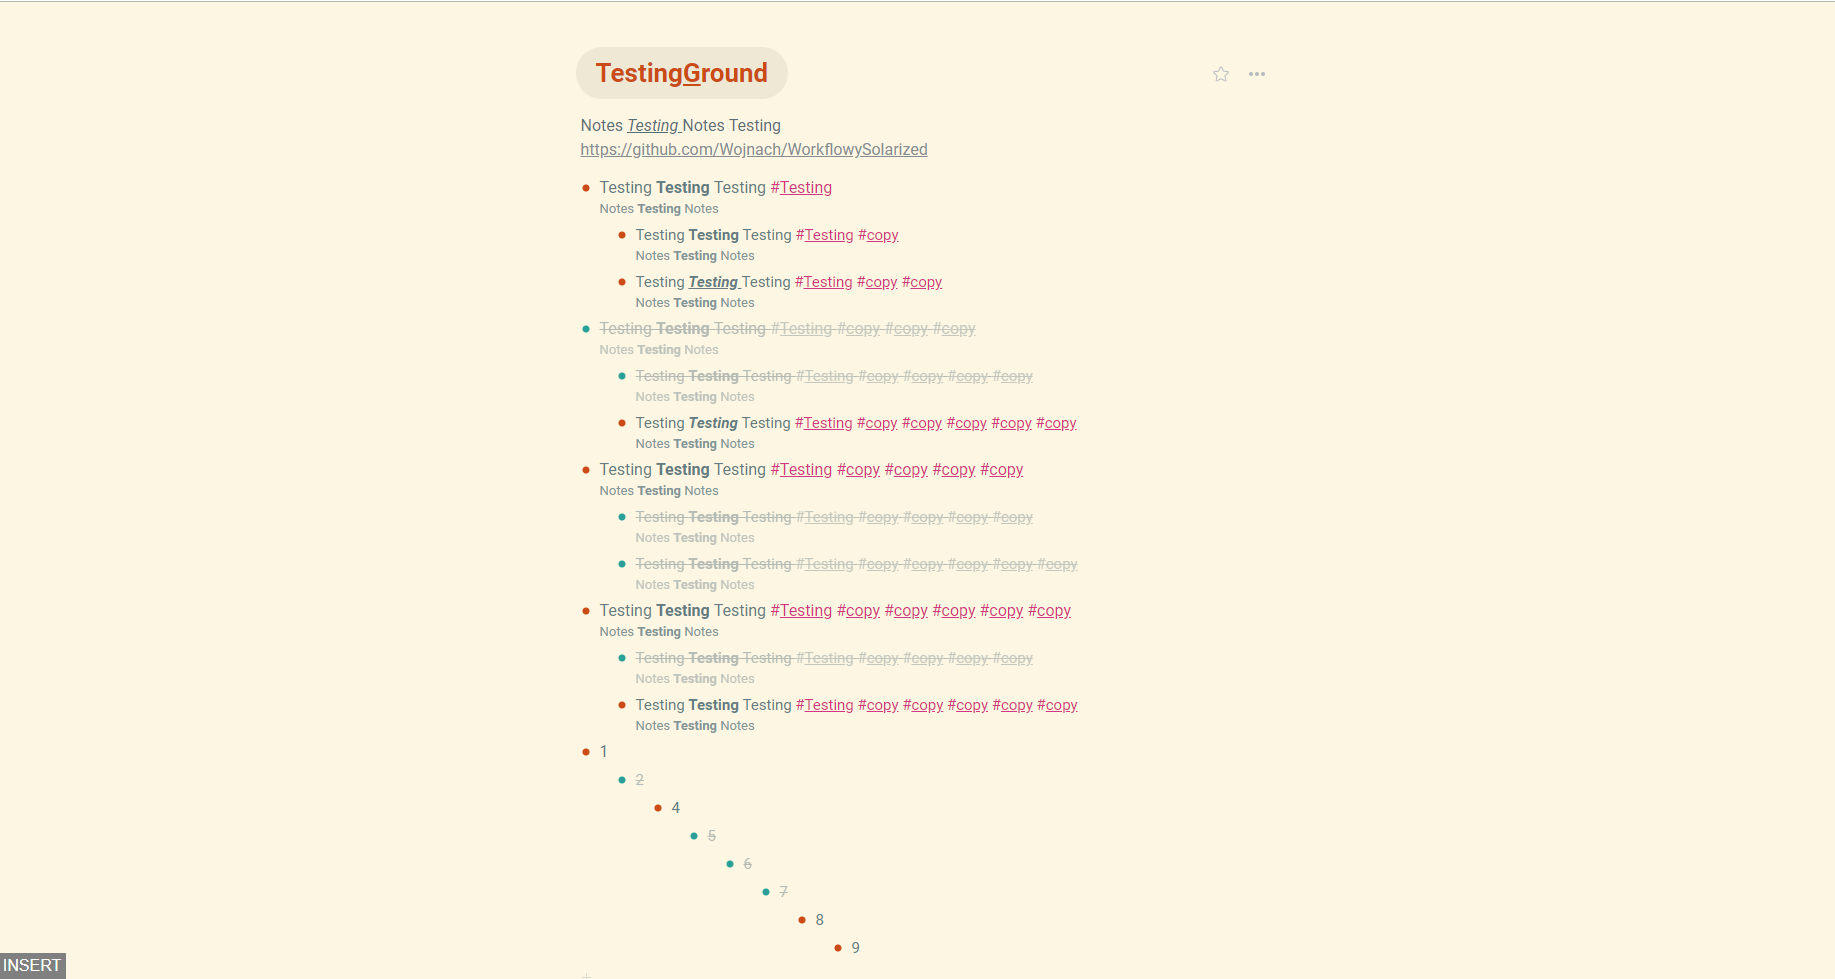 TestingGround
Notes Testing Notes Testing
https://github.com/Wojnach/WorkflowySolarized
Testing Testing Testing #Testing
Notes Testing Notes
Testing Testing Testing #Testing #copy
Notes Testing Notes
Testing Testing Testing #Testing #copy #copy
Notes Testing Notes
Testing Testing Testing #Testing #copy #copy #copy
Notes Testing Notes
Testing Testing Testing #Testing #copy #copy #copy #copy
Notes Testing Notes
Testing Testing Testing #Testing #copy #copy #copy #copy #copy
Notes Testing Notes
Testing Testing Testing #Testing #copy #copy #copy #copy
Notes Testing Notes
Testing Testing Testing #Testing #copy #copy #copy #copy
Notes Testing Notes
Testing Testing Testing #Testing #copy #copy #copy #copy #copy
Notes Testing Notes
Testing Testing Testing #Testing #copy #copy #copy #copy #copy
Notes Testing Notes
Testing Testing Testing #Testing #copy #copy #copy #copy
Notes Testing Notes
Testing Testing Testing #Testing #copy #copy #copy #copy #copy
Notes Testing Notes
1
2
4
5
6
7
8
9
INSERT